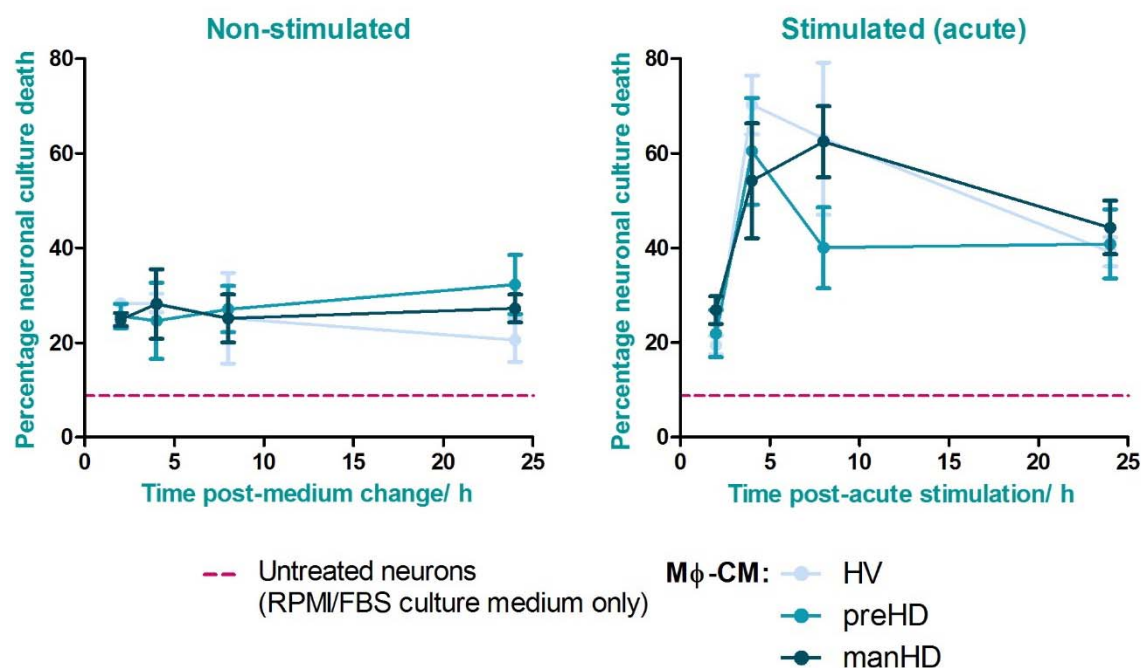 Non-stimulated
Percentage neuronal culture death
80
60
40
20
0
0 5 10 15 20 25
Time post-medium change/ h
Stimulated (acute)
Percentage neuronal culture death
80
60
40
20
0
0 5 10 15 20 25
Time post-acute stimulation/ h
Untreated neurons
(RPMI/FBS culture medium only)
Mϕ-CM:
HV
preHD
manHD